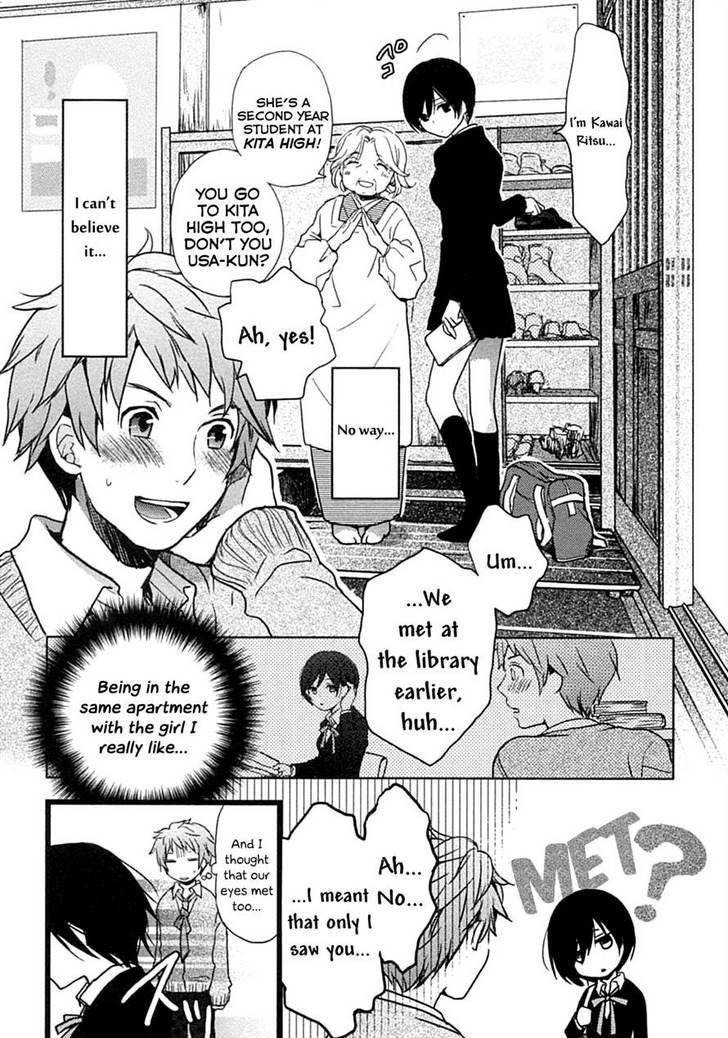 I'm Kawai
Ritsu...
ペコ
SHE'S A
SECOND YEAR
STUDENT AT
KITA HIGH!
YOU GO
TO KITA
HIGH TOO,
DON'T YOU
USA-KUN?
I can't
believe
it...
Ah, yes!
No way...
Um...
...We
met at
the library
earlier,
huh...
Being in the
same apartment
with the girl I
really like...
MET?
Ah...
No...
...I meant
that only I
saw you...
And I
thought
that our
eyes met
too...